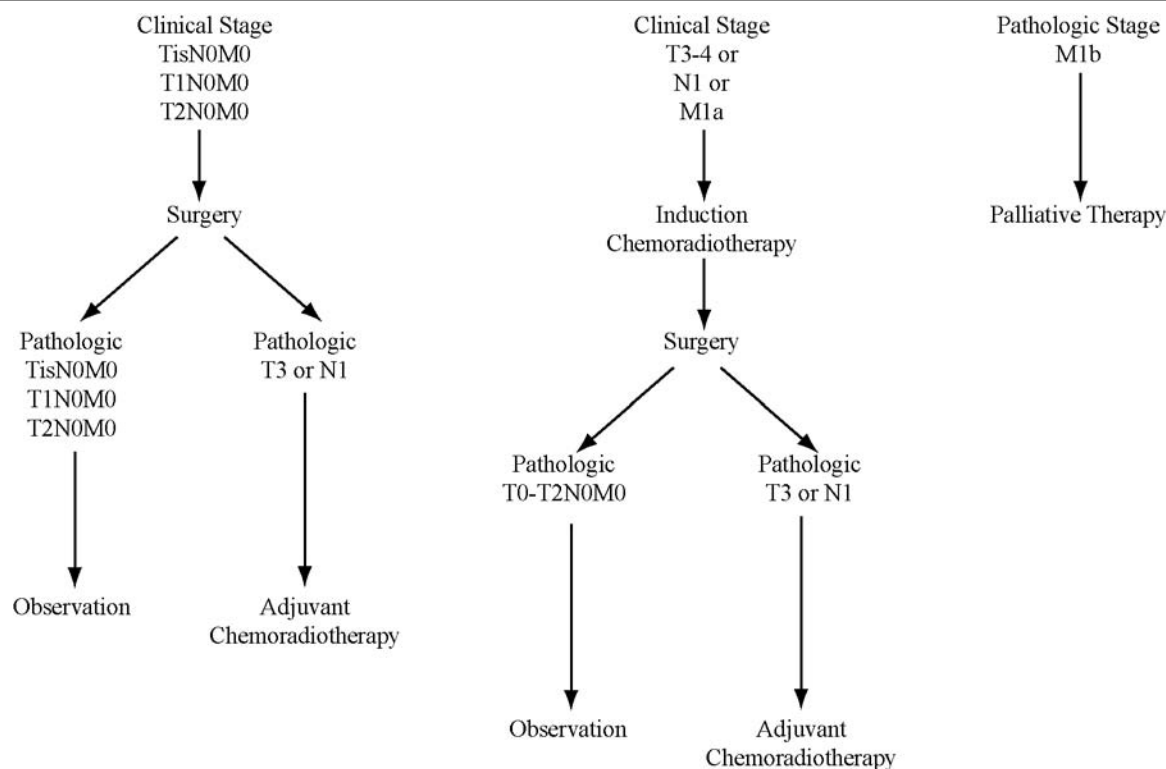 Clinical Stage
TisN0M0
T1N0M0
T2N0M0
Surgery
Pathologic
TisN0M0
T1N0M0
T2N0M0
Observation
Pathologic
T3 or N1
Adjuvant
Chemoradiotherapy
Clinical Stage
T3-4 or
N1 or
M1a
Induction
Chemoradiotherapy
Surgery
Pathologic
T0-T2N0M0
Observation
Pathologic
T3 or N1
Adjuvant
Chemoradiotherapy
Pathologic Stage
M1b
Palliative Therapy